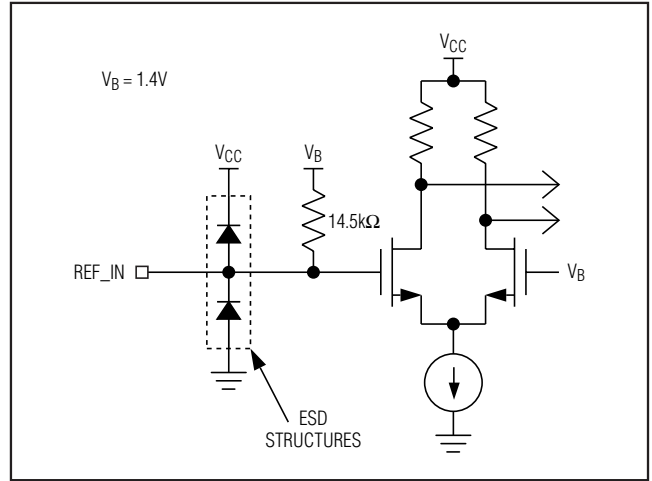 V_CC
V_B = 1.4V
V_CC
V_B
14.5kΩ
REF_IN
V_B
ESD
STRUCTURES